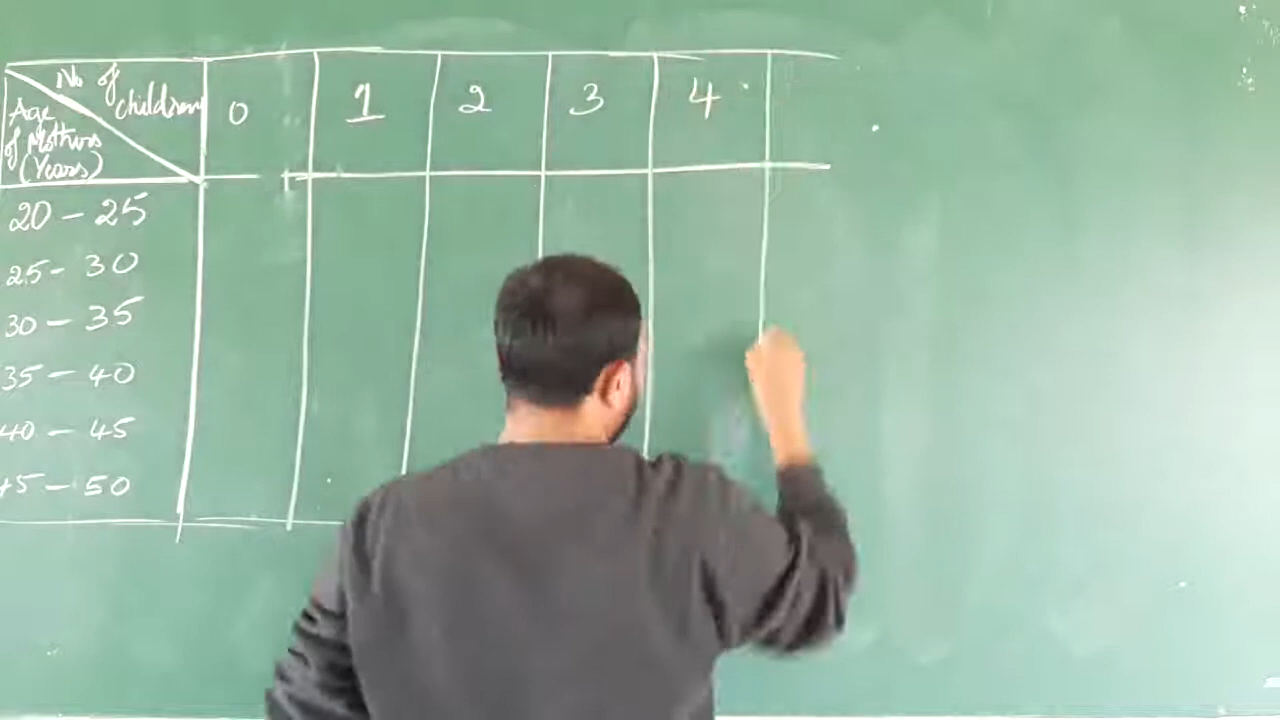 No of children
Age of Mothers (Years)
0 1 2 3 4
20 - 25
25 - 30
30 - 35
35 - 40
40 - 45
45 - 50